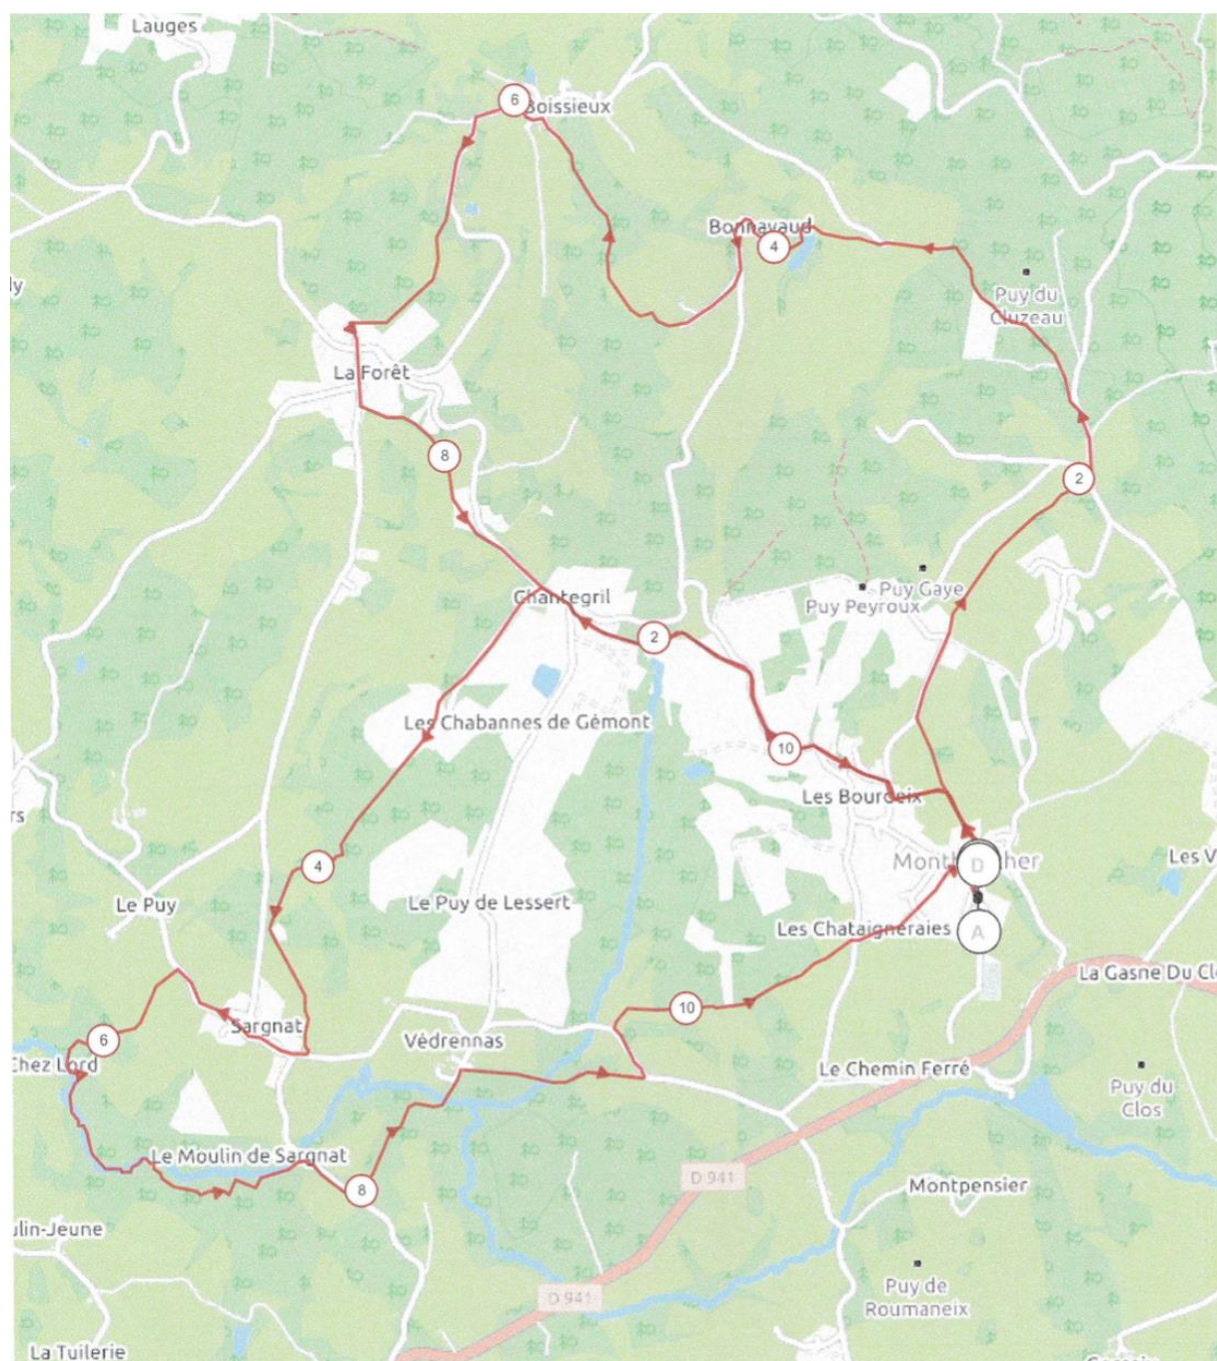 Lauges
6
Boissieux
Bonnavaud
4
ly
Puy du
Cluzeau
La Forêt
8
2
Chantegril
Puy Gaye
Puy Peyroux
2
Les Chabannes de Gémont
10
Les Bourdeix
rs
4
D
Les V
Le Puy
Le Puy de Lessert
Les Chataigneraies
A
La Gasne Du Cl
10
Sargnat
6
Védrennas
Chez Lord
Le Chemin Ferré
Puy du
Clos
Le Moulin de Sargnat
D 941
8
Montpensier
ulin-Jeune
Puy de
Roumaneix
D 941
La Tuilerie